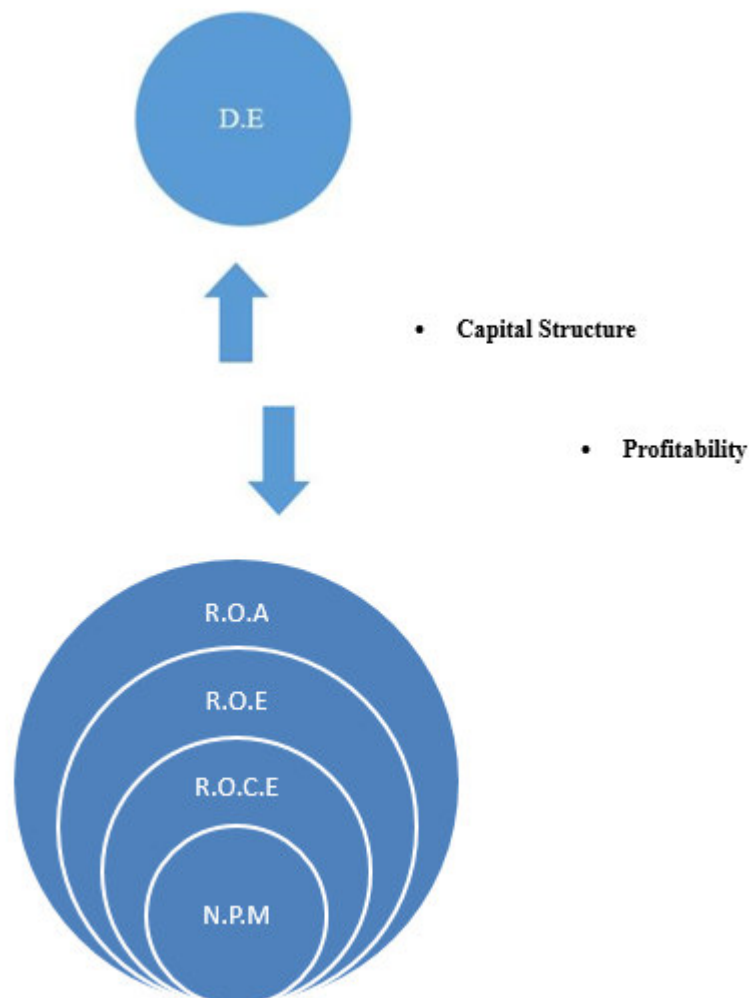 D.E
• Capital Structure
• Profitability
R.O.A
R.O.E
R.O.C.E
N.P.M